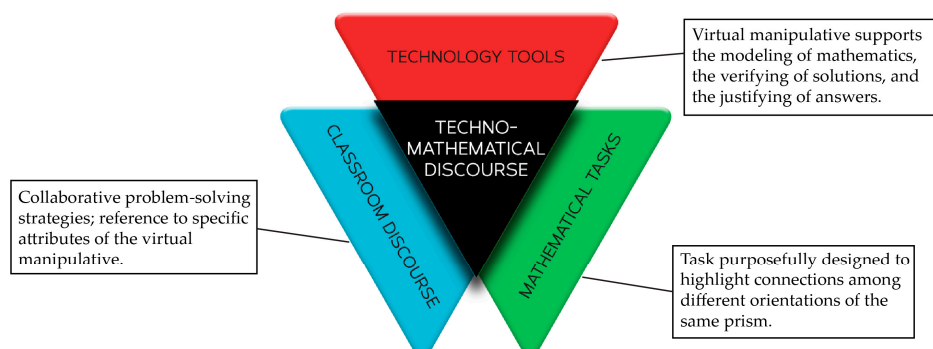 TECHNOLOGY TOOLS
Virtual manipulative supports
the modeling of mathematics,
the verifying of solutions, and
the justifying of answers.
TECHNO-
MATHEMATICAL
DISCOURSE
CLASSROOM DISCOURSE
MATHEMATICAL TASKS
Collaborative problem-solving
strategies; reference to specific
attributes of the virtual
manipulative.
Task purposefully designed to
highlight connections among
different orientations of the
same prism.